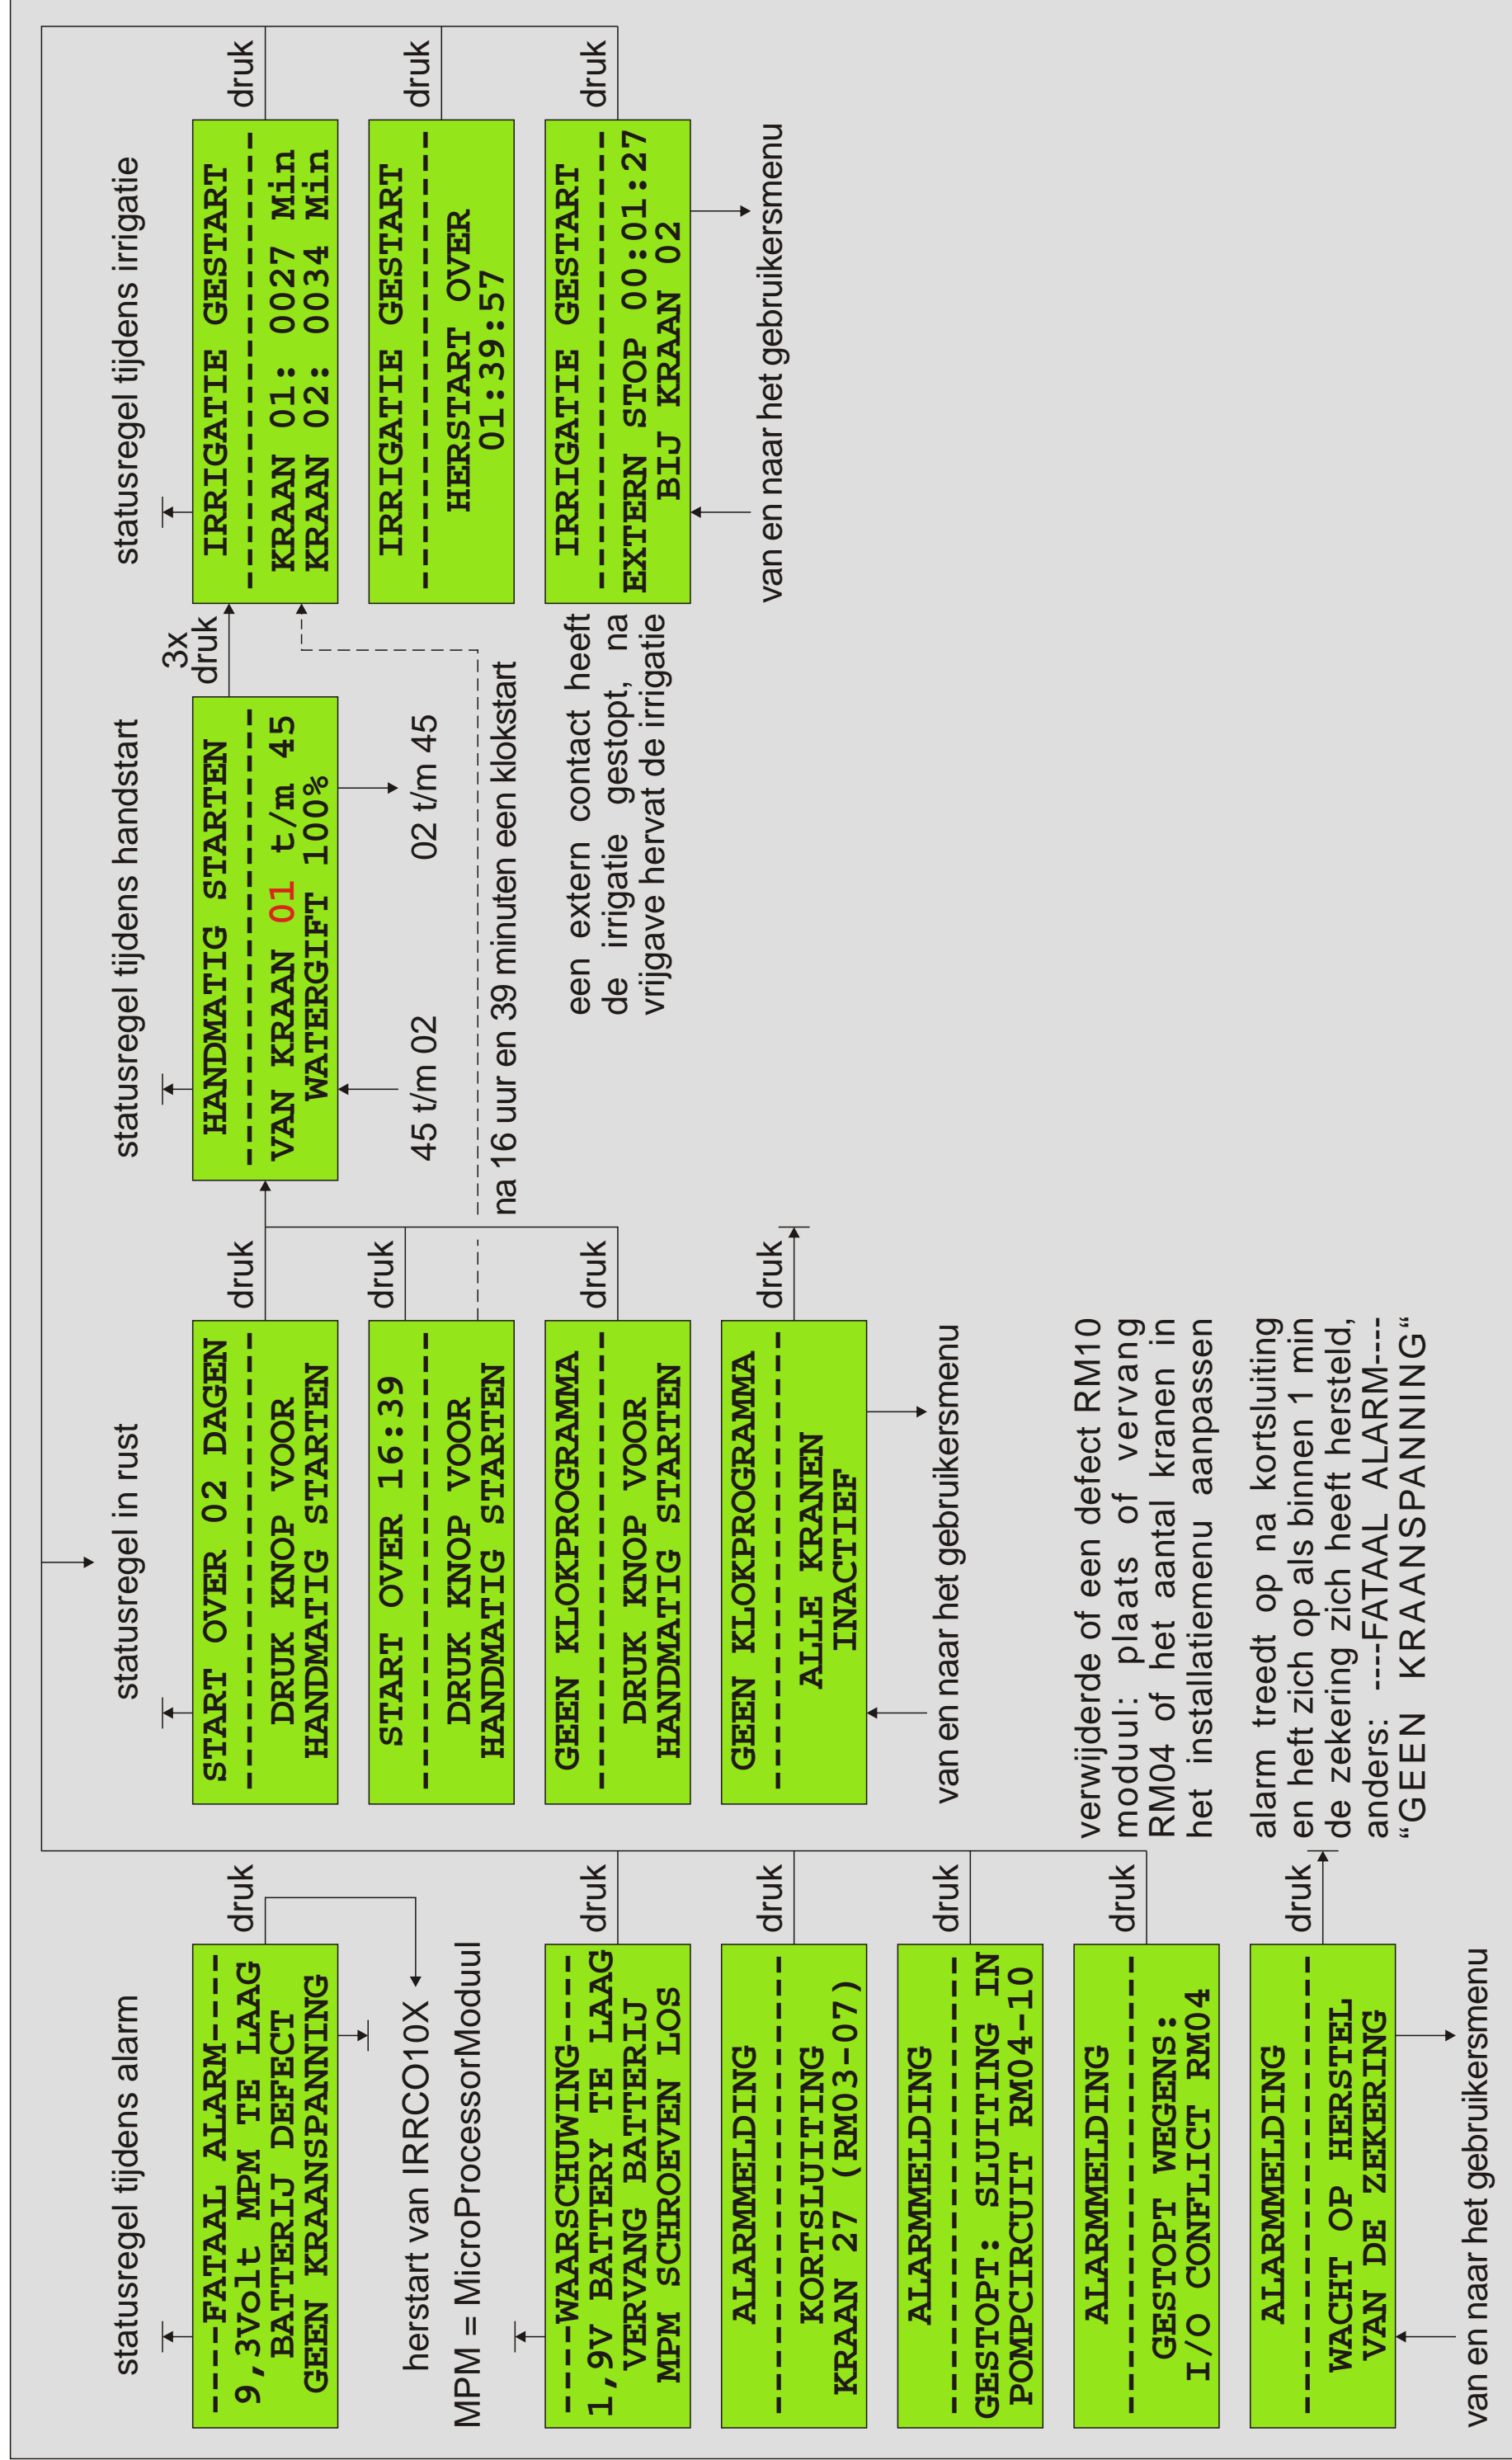 statusregel tijdens alarm
----FATAAL ALARM----
9,3Volt MPM TE LAAG
BATTERIJ DEFECT
GEEN KRAANSPANNING
druk
herstart van IRRCO10X
MPM = MicroProcessorModuul
----WAARSCHUWING----
1,9v BATTERY TE LAAG
VERVANG BATTERIJ
MPM SCHROEVEN LOS
druk
ALARMMELDING
--------------------
KORTSLUITING
KRAAN 27 (RM03-07)
druk
ALARMMELDING
--------------------
GESTOPT: SLUITING IN
POMPCIRCUIT RM04-10
druk
ALARMMELDING
--------------------
GESTOPT WEGENS:
I/O CONFLICT RM04
druk
ALARMMELDING
--------------------
WACHT OP HERSTEL
VAN DE ZEKERING
druk
van en naar het gebruikersmenu
statusregel in rust
START OVER 02 DAGEN
--------------------
DRUK KNOP VOOR
HANDMATIG STARTEN
druk
START OVER 16:39
--------------------
DRUK KNOP VOOR
HANDMATIG STARTEN
druk
GEEN KLOKPROGRAMMA
--------------------
DRUK KNOP VOOR
HANDMATIG STARTEN
druk
GEEN KLOKPROGRAMMA
--------------------
ALLE KRANEN
INACTIEF
druk
van en naar het gebruikersmenu
verwijderde of een defect RM10
moduul: plaats of vervang
RM04 of het aantal kranen in
het installatiemenu aanpassen
alarm treedt op na kortsluiting
en heft zich op als binnen 1 min
de zekering zich heeft hersteld,
anders: ----FATAAL ALARM----
“GEEN KRAANSPANNING“
statusregel tijdens handstart
HANDMATIG STARTEN
--------------------
VAN KRAAN 01 t/m 45
WATERGIFT 100%
3x
druk
45 t/m 02
02 t/m 45
na 16 uur en 39 minuten een klokstart
statusregel tijdens irrigatie
IRRIGATIE GESTART
--------------------
KRAAN 01: 0027 Min
KRAAN 02: 0034 Min
druk
IRRIGATIE GESTART
--------------------
HERSTART OVER
01:39:57
druk
een extern contact heeft
de irrigatie gestopt, na
vrijgave hervat de irrigatie
IRRIGATIE GESTART
--------------------
EXTERN STOP 00:01:27
BIJ KRAAN 02
druk
van en naar het gebruikersmenu